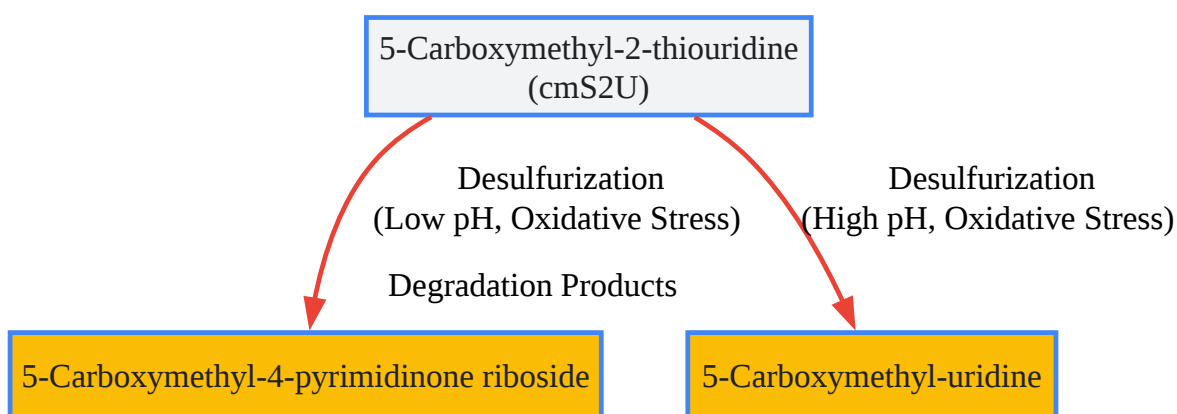 5-Carboxymethyl-2-thiouridine
(cmS2U)
Desulfurization
(Low pH, Oxidative Stress)
Desulfurization
(High pH, Oxidative Stress)
Degradation Products
5-Carboxymethyl-4-pyrimidinone riboside
5-Carboxymethyl-uridine